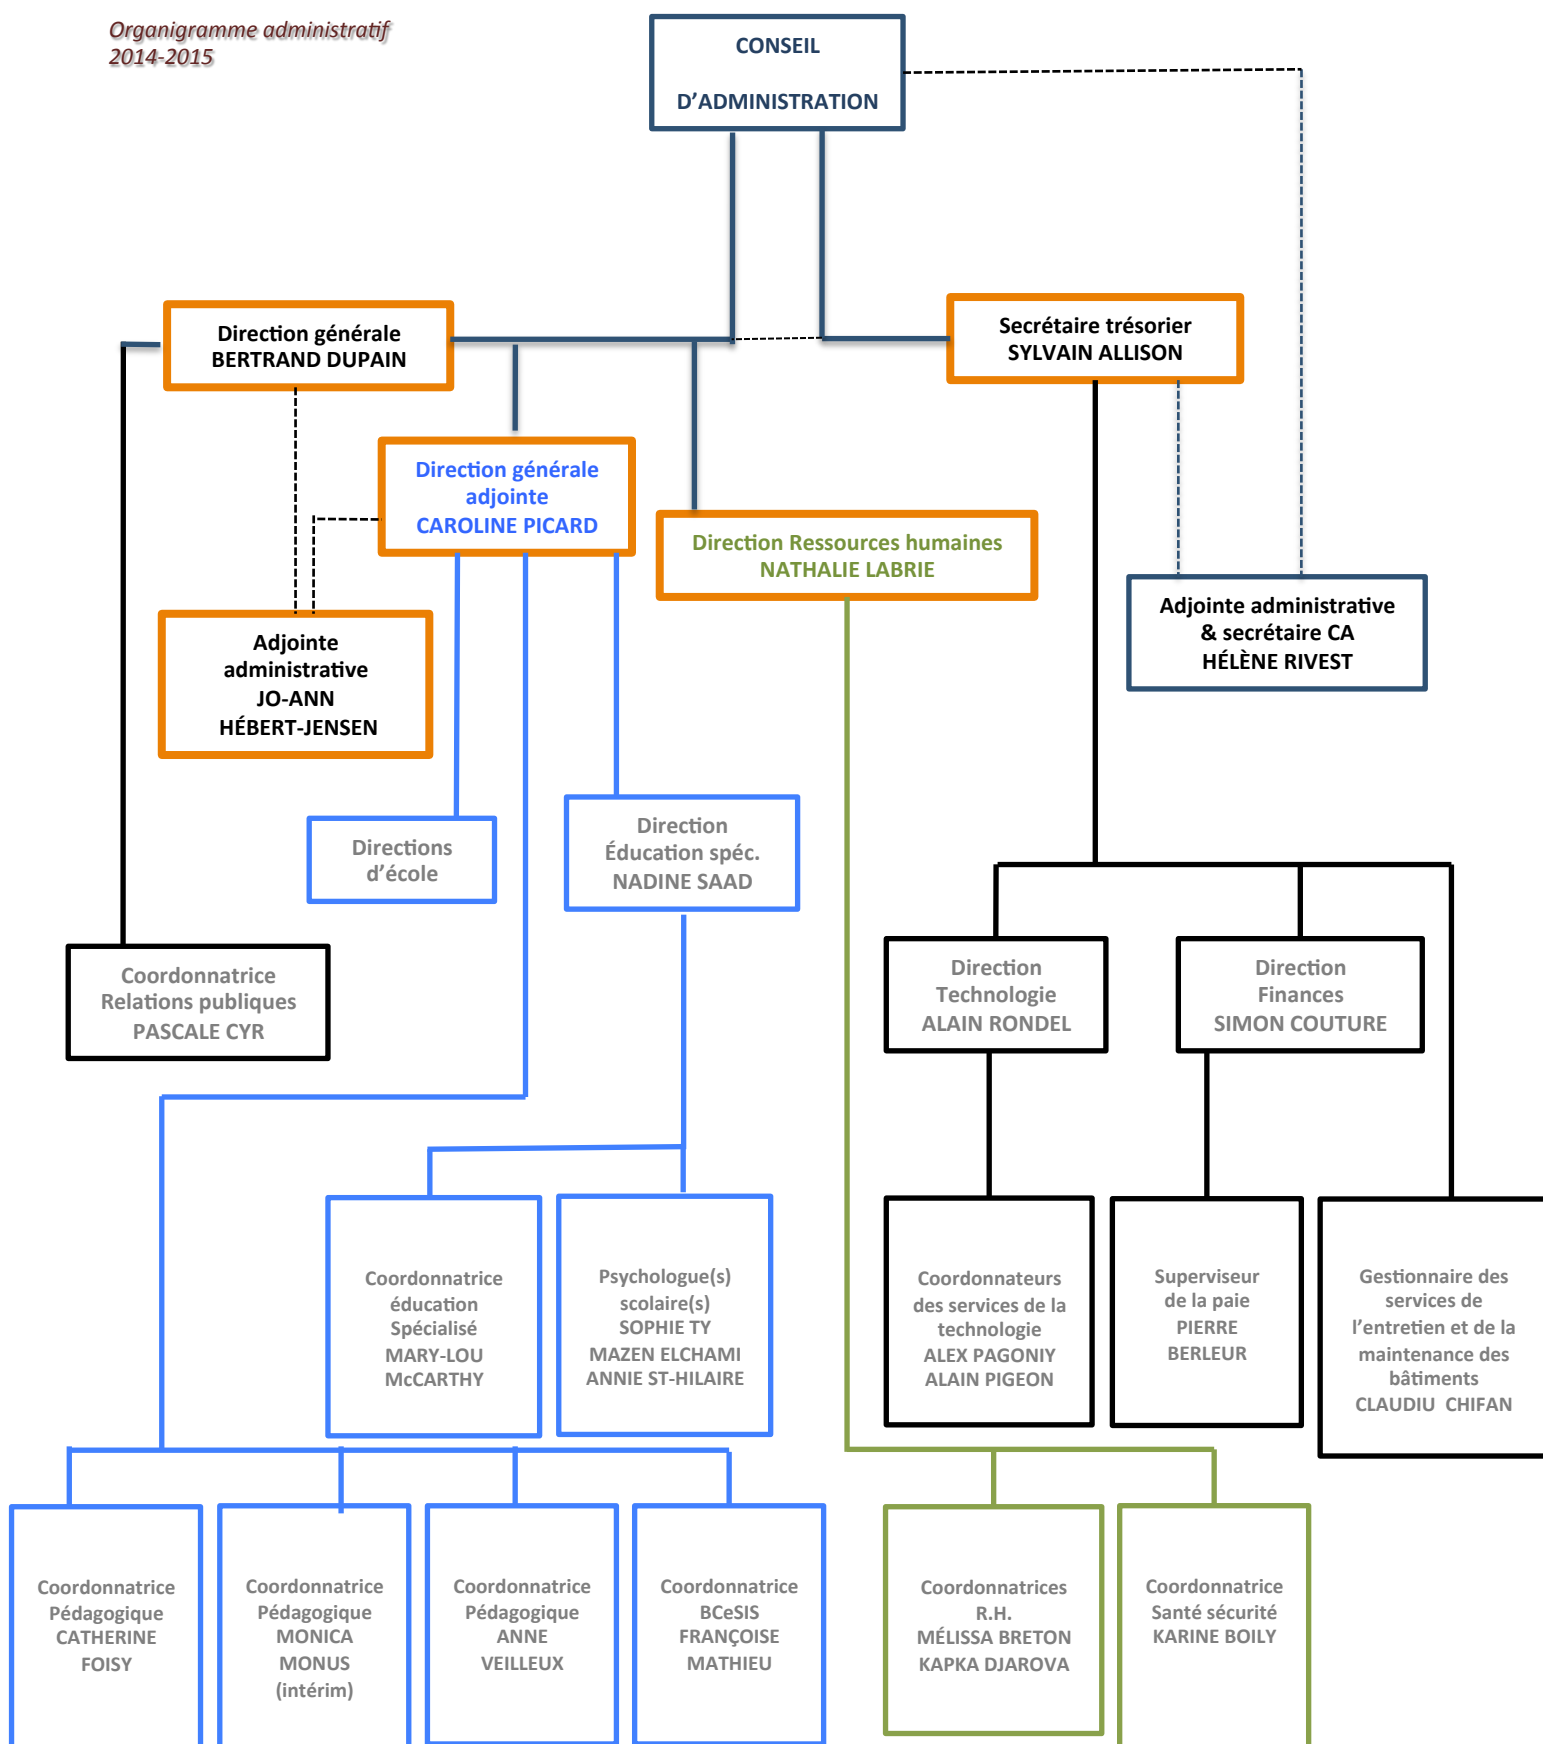 Organigramme administratif
2014-2015
CONSEIL
D’ADMINISTRATION
Direction générale
BERTRAND DUPAIN
Secrétaire trésorier
SYLVAIN ALLISON
Direction générale
adjointe
CAROLINE PICARD
Direction Ressources humaines
NATHALIE LABRIE
Adjointe administrative
& secrétaire CA
HÉLÈNE RIVEST
Adjointe
administrative
JO-ANN
HÉBERT-JENSEN
Directions
d’école
Direction
Éducation spéc.
NADINE SAAD
Coordonnatrice
Relations publiques
PASCALE CYR
Direction
Technologie
ALAIN RONDEL
Direction
Finances
SIMON COUTURE
Coordonnatrice
éducation
Spécialisé
MARY-LOU
McCARTHY
Psychologue(s)
scolaire(s)
SOPHIE TY
MAZEN ELCHAMI
ANNIE ST-HILAIRE
Coordonnateurs
des services de la
technologie
ALEX PAGONIY
ALAIN PIGEON
Superviseur
de la paie
PIERRE
BERLEUR
Gestionnaire des
services de
l’entretien et de la
maintenance des
bâtiments
CLAUDIU CHIFAN
Coordonnatrice
Pédagogique
CATHERINE
FOISY
Coordonnatrice
Pédagogique
MONICA
MONUS
(intérim)
Coordonnatrice
Pédagogique
ANNE
VEILLEUX
Coordonnatrice
BCeSIS
FRANÇOISE
MATHIEU
Coordonnatrices
R.H.
MÉLISSA BRETON
KAPKA DJAROVA
Coordonnatrice
Santé sécurité
KARINE BOILY